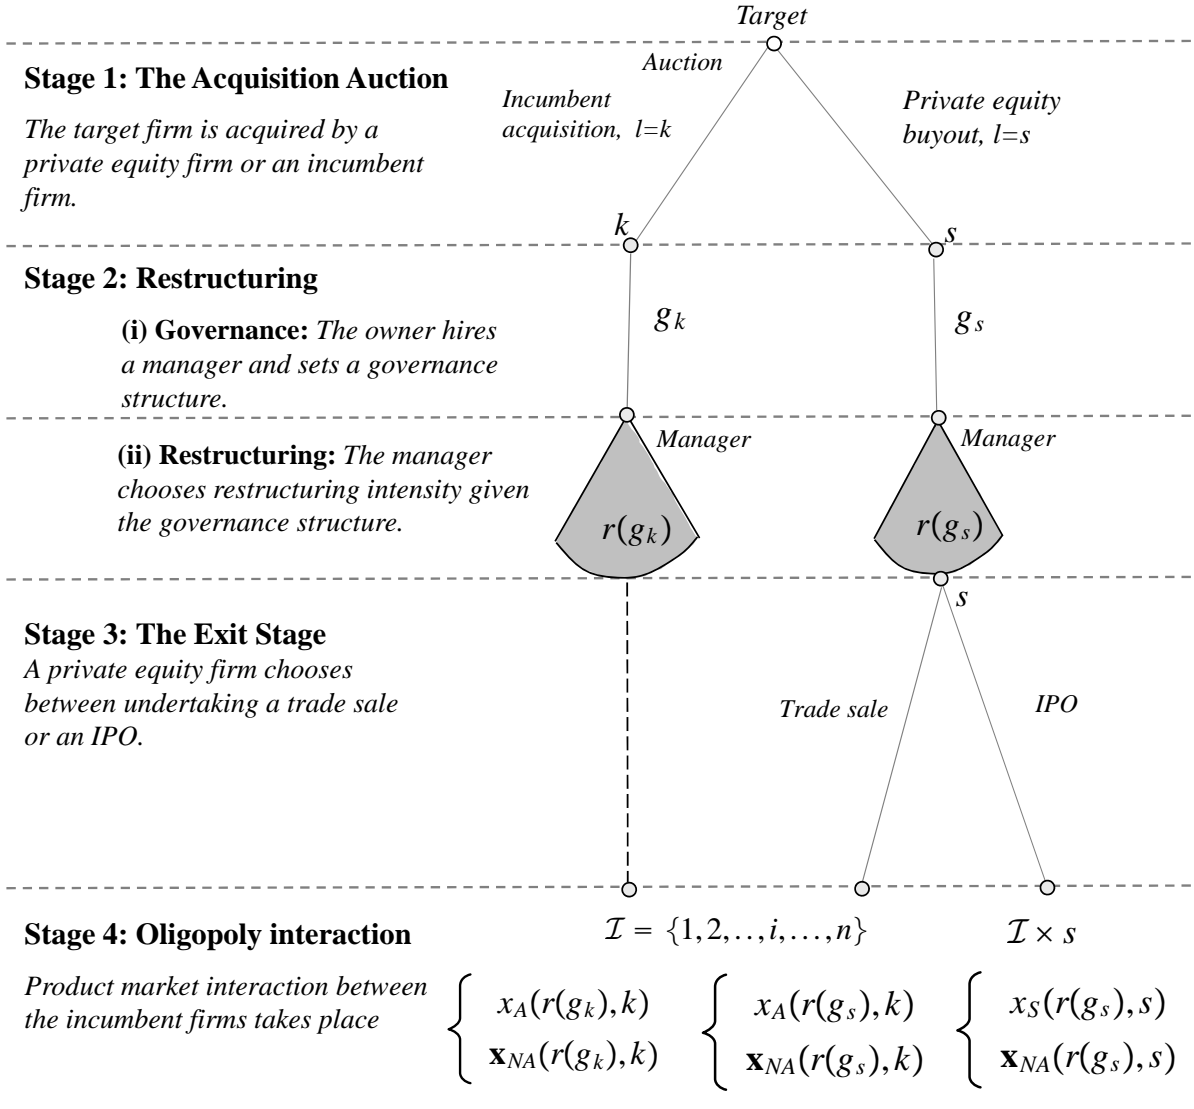 Target
Auction
Stage 1: The Acquisition Auction
The target firm is acquired by a
private equity firm or an incumbent
firm.
Incumbent
acquisition, l=k
Private equity
buyout, l=s
k
s
Stage 2: Restructuring
(i) Governance: The owner hires
a manager and sets a governance
structure.
g_k
g_s
(ii) Restructuring: The manager
chooses restructuring intensity given
the governance structure.
Manager
Manager
r(g_k)
r(g_s)
s
Stage 3: The Exit Stage
A private equity firm chooses
between undertaking a trade sale
or an IPO.
Trade sale
IPO
Stage 4: Oligopoly interaction
ℐ = {1,2,..,i,...,n}
ℐ × s
Product market interaction between
the incumbent firms takes place
x_A(r(g_k),k)
𝐱_NA(r(g_k),k)
x_A(r(g_s),k)
𝐱_NA(r(g_s),k)
x_S(r(g_s),s)
𝐱_NA(r(g_s),s)